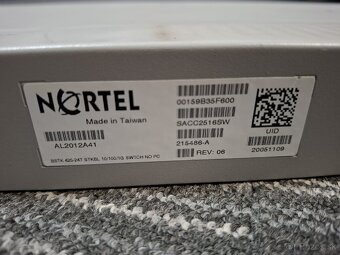 NORTEL
Made in Taiwan
AL2012A41
BSTK 425-24T STKBL 10/100/1G SWITCH NO PC
00159B35F600
SACC2516SW
215486-A
REV: 06
UID
20051109